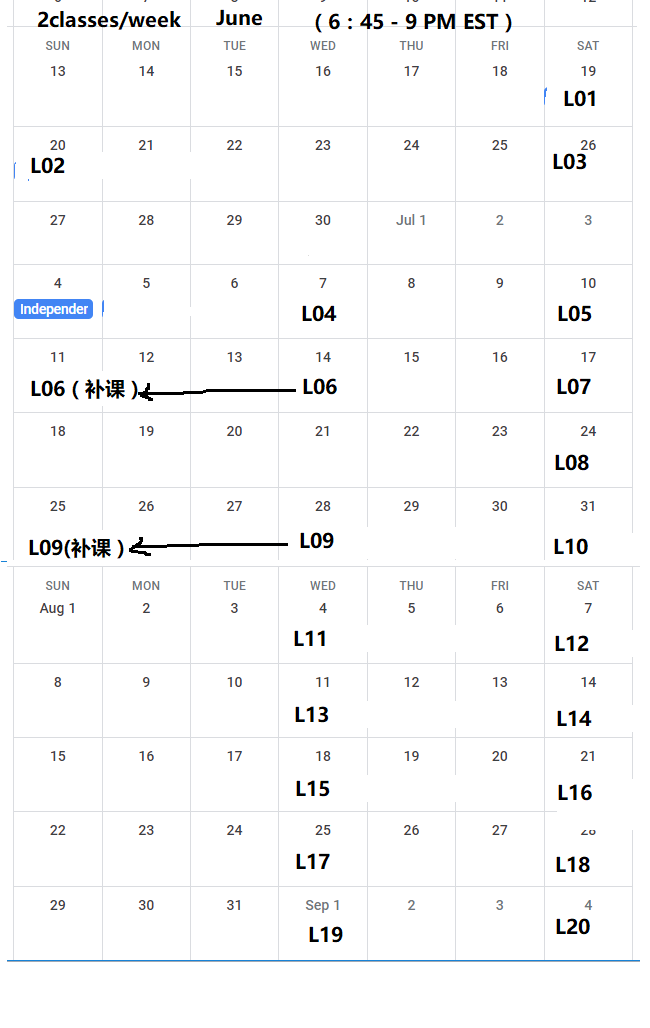 2classes/week June (6:45-9 PM EST)
SUN MON TUE WED THU FRI SAT
13 14 15 16 17 18 19
L01
20 21 22 23 24 25 26
L02 L03
27 28 29 30 Jul 1 2 3
4 5 6 7 8 9 10
Independer L04 L05
11 12 13 14 15 16 17
L06(补课) L06 L07
18 19 20 21 22 23 24
L08
25 26 27 28 29 30 31
L09(补课) L09 L10
SUN MON TUE WED THU FRI SAT
Aug 1 2 3 4 5 6 7
L11 L12
8 9 10 11 12 13 14
L13 L14
15 16 17 18 19 20 21
L15 L16
22 23 24 25 26 27 28
L17 L18
29 30 31 Sep 1 2 3 4
L19 L20